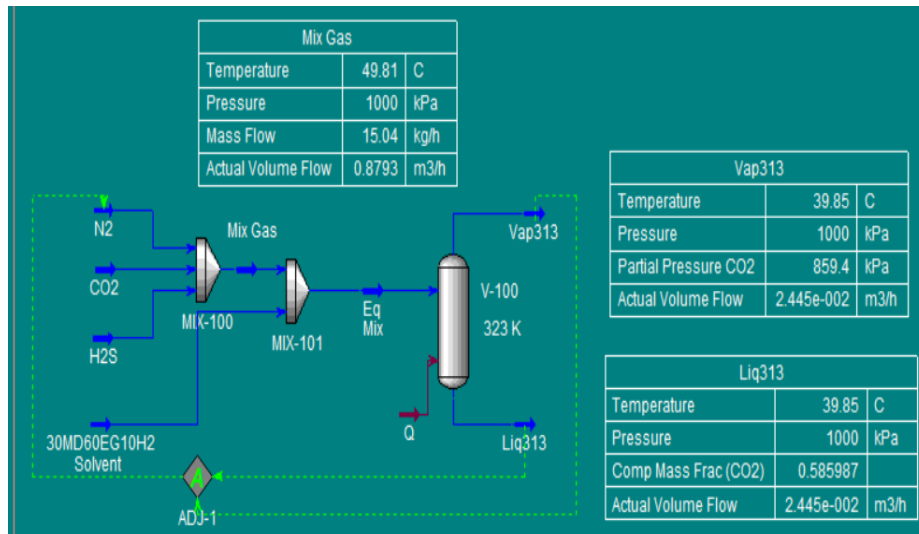 Mix Gas
Temperature 49.81 C
Pressure 1000 kPa
Mass Flow 15.04 kg/h
Actual Volume Flow 0.8793 m3/h
Vap313
Temperature 39.85 C
Pressure 1000 kPa
Partial Pressure CO2 859.4 kPa
Actual Volume Flow 2.445e-002 m3/h
N2
Mix Gas
Vap313
CO2
MIX-100
Eq
Mix
V-100
323 K
H2S
MIX-101
Liq313
Temperature 39.85 C
Pressure 1000 kPa
Comp Mass Frac (CO2) 0.585987
Actual Volume Flow 2.445e-002 m3/h
Q
Liq313
30MD60EG10H2
Solvent
A
ADJ-1